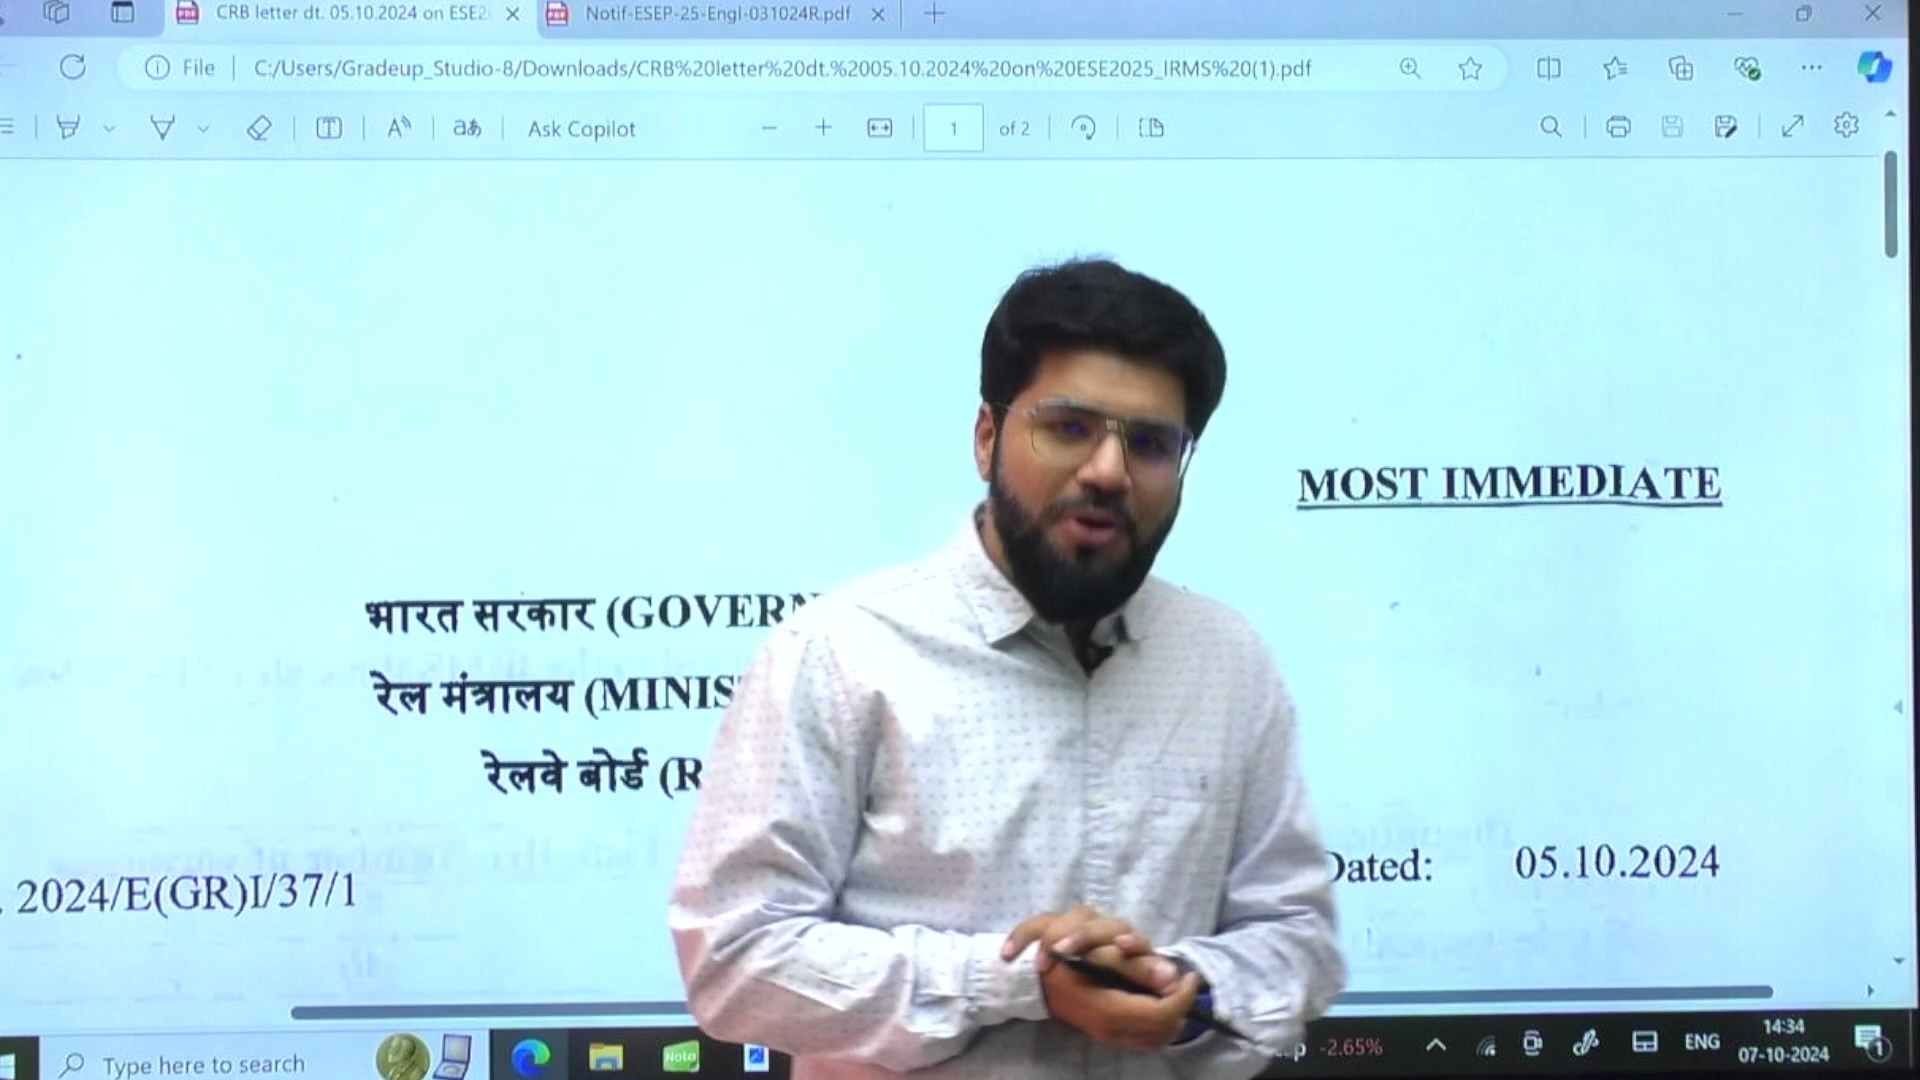 CRB letter dt. 05.10.2024 on ESE2
Notif-ESEP-25-Engl-031024R.pdf
File
C:/Users/Gradeup_Studio-8/Downloads/CRB%20letter%20dt.%2005.10.2024%20on%20ESE2025_IRMS%20(1).pdf
Ask Copilot
1 of 2
MOST IMMEDIATE
भारत सरकार (GOVERN
रेल मंत्रालय (MINIS
रेलवे बोर्ड (R
. 2024/E(GR)I/37/1
Dated: 05.10.2024
Type here to search
Note
-2.65%
ENG
14:34
07-10-2024
1